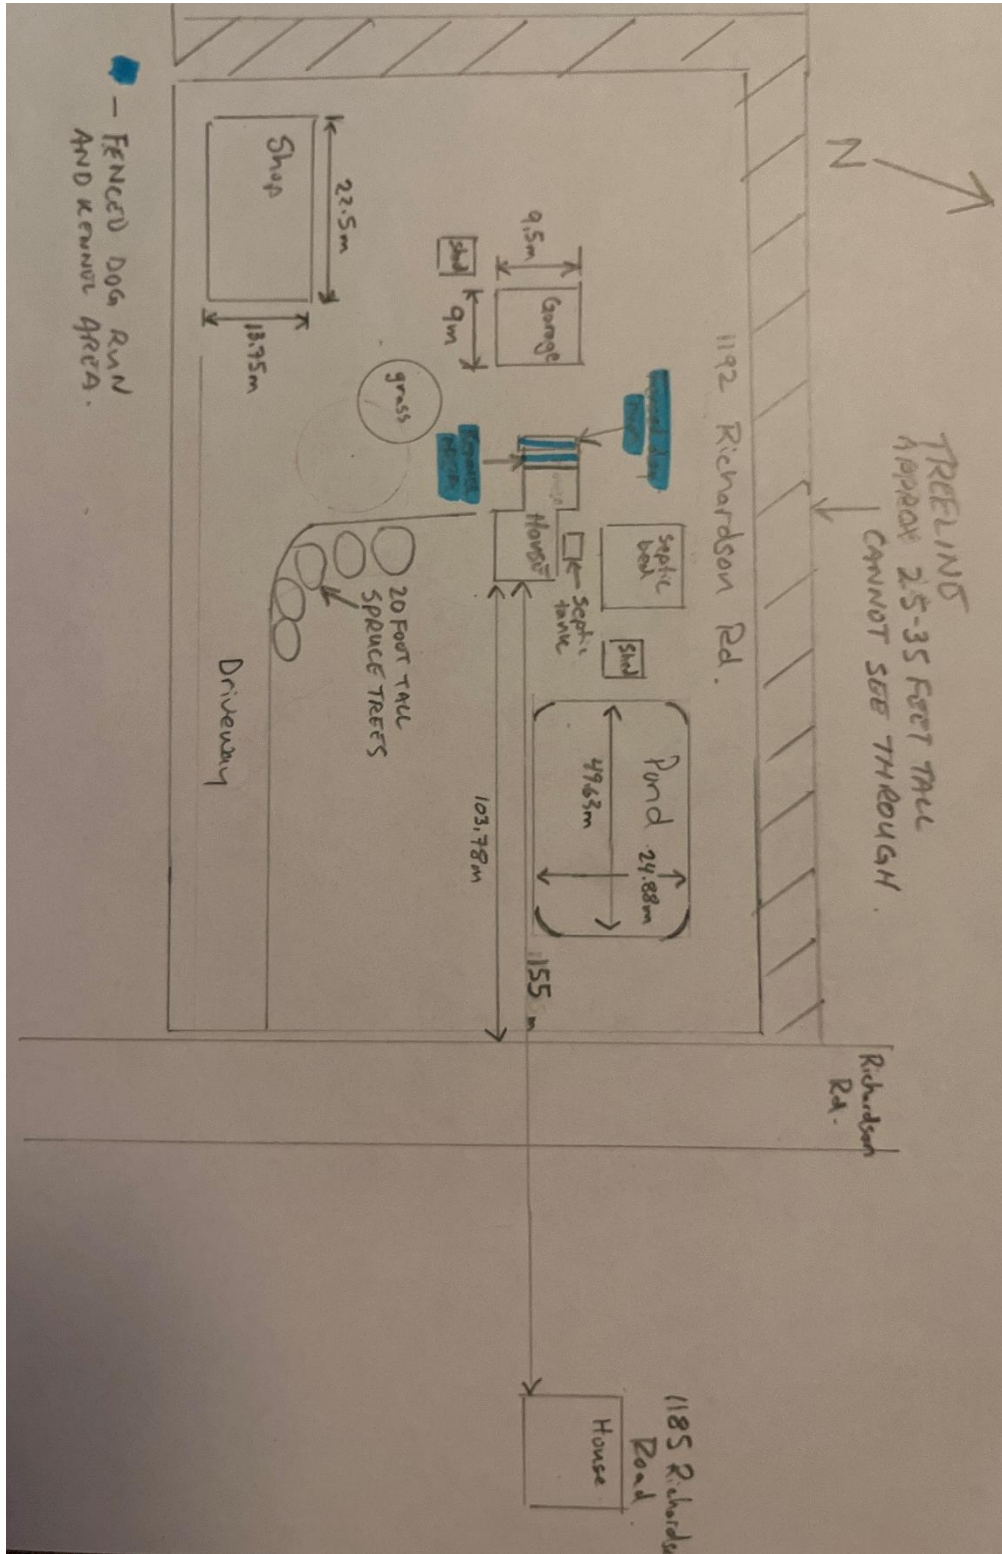 N
TREELINE
APPROX 25-35 FEET TALL
CANNOT SEE THROUGH.
1192 Richardson Rd.
Richardson
Rd.
Shop
22.5m
13.75m
Shed
9.5m
9m
Garage
grass
House
Septic
bed
Septic
tank
Shed
Pond
49.63m
24.88m
20 FOOT TALL
SPRUCE TREES
Driveway
103.78m
155 m
House
1185 Richards
Road
- FENCED DOG RUN
AND KENNEL AREA.